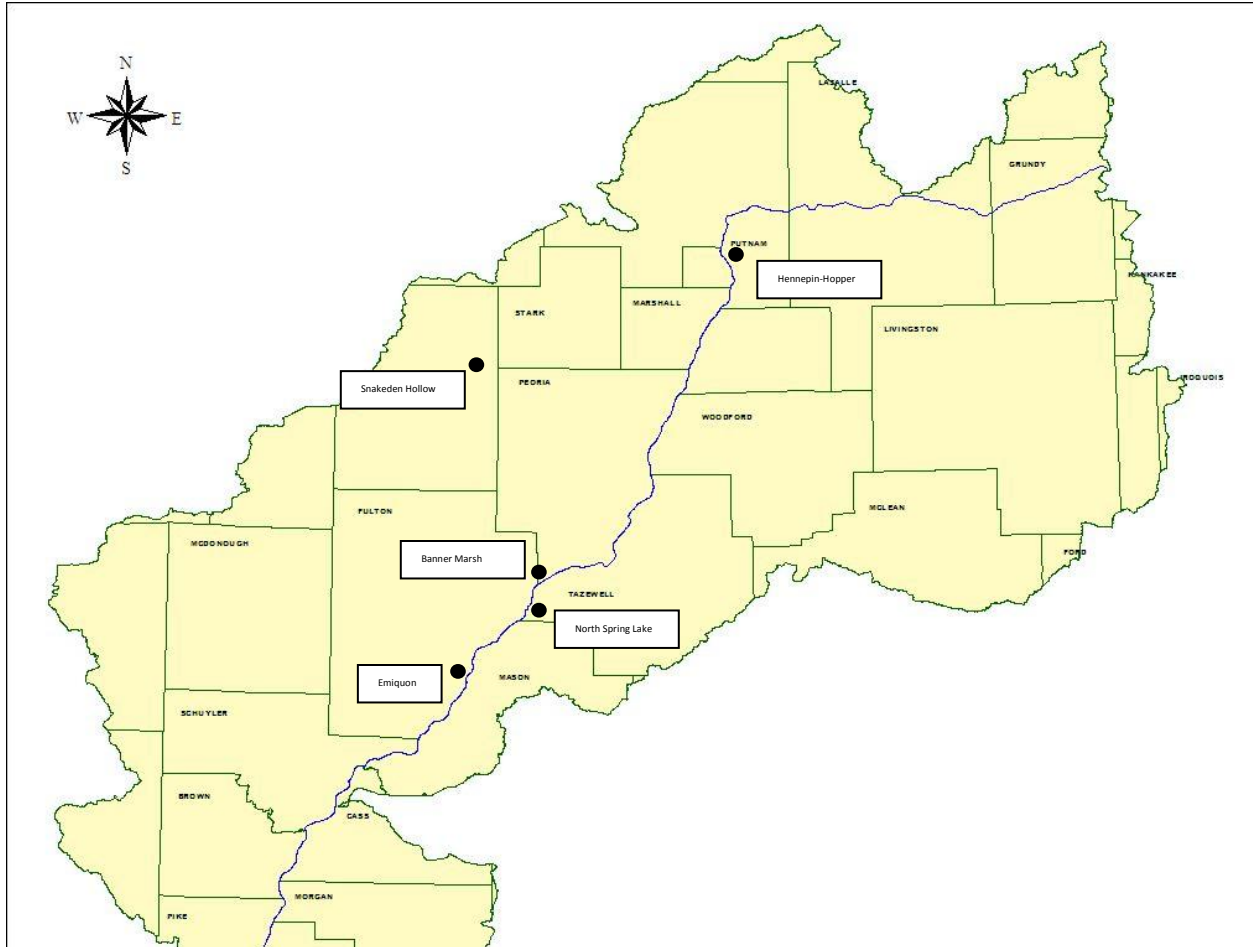 N
W E
S
LASALLE
GRUNDY
PUTNAM
Hennepin-Hopper
KANKAKEE
MARSHALL
STARK
LIVINGSTON
Snakeden Hollow
PEORIA
IROQUOIS
WOODFORD
FULTON
MCLEAN
MCDONOUGH
FORD
Banner Marsh
TAZEWELL
North Spring Lake
Emiquon
MASON
SCHUYLER
BROWN
CASS
MORGAN
PIKE